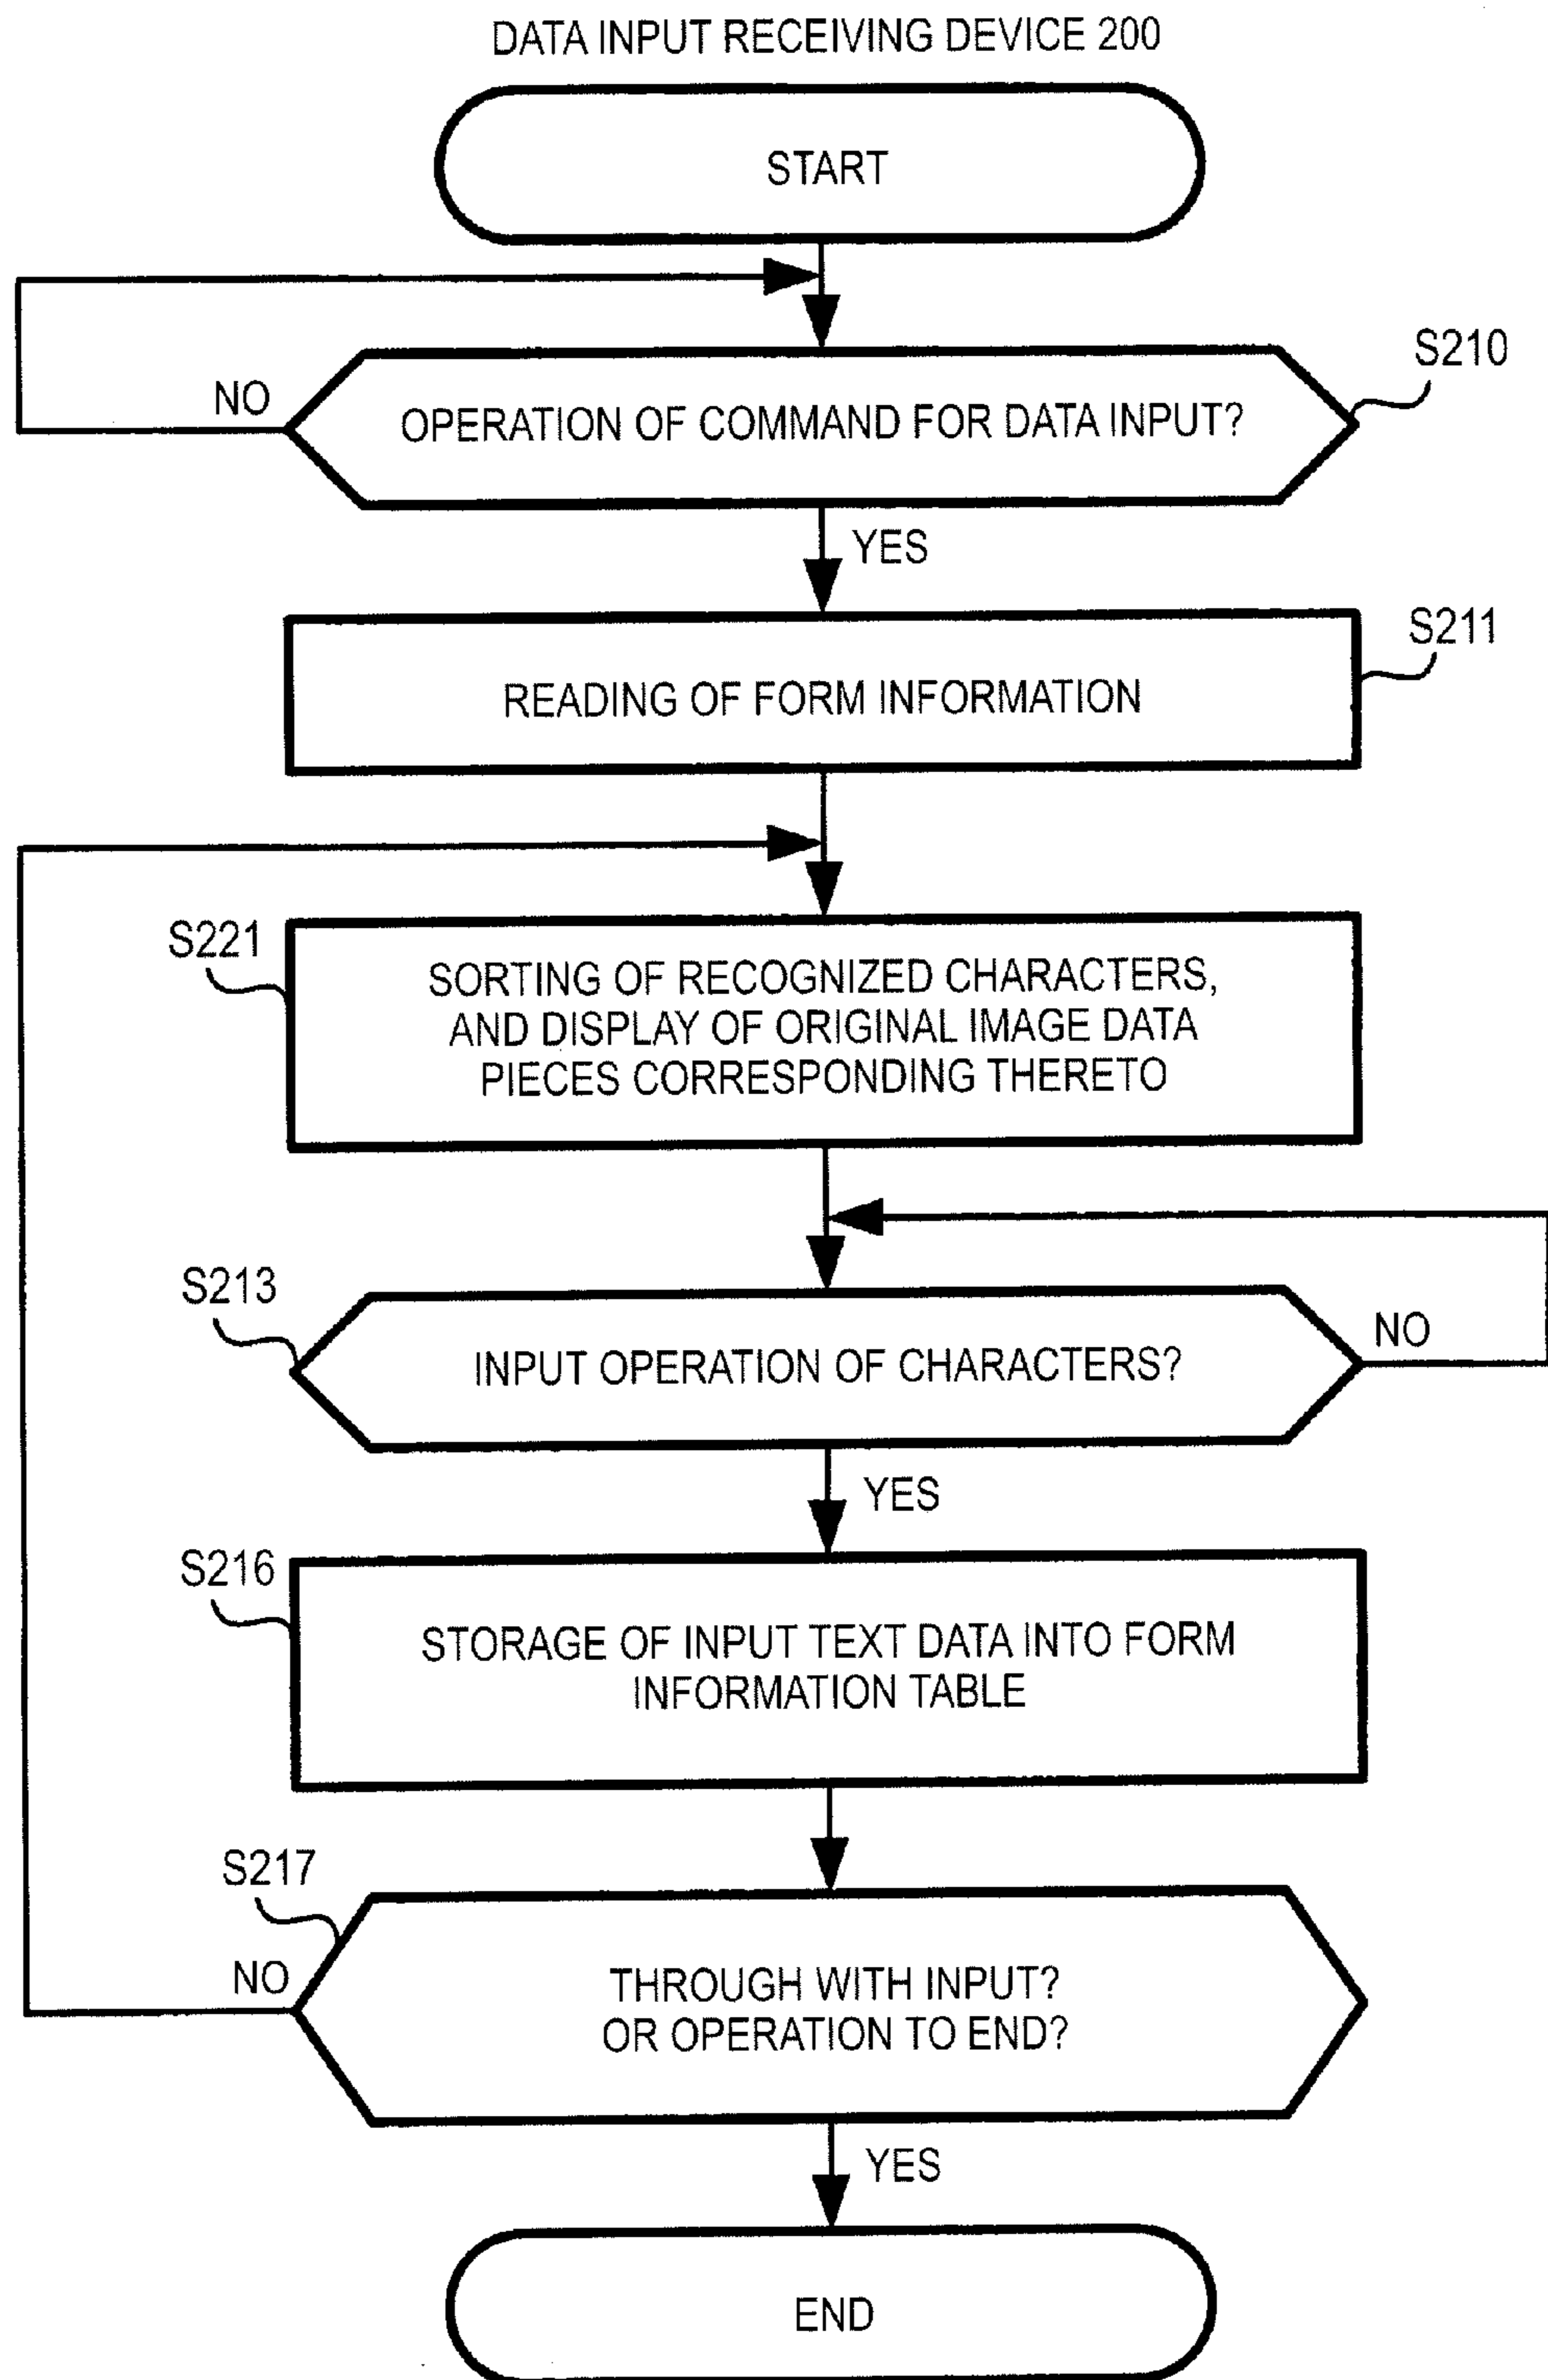 DATA INPUT RECEIVING DEVICE 200
START
S210
NO
OPERATION OF COMMAND FOR DATA INPUT?
YES
S211
READING OF FORM INFORMATION
S221
SORTING OF RECOGNIZED CHARACTERS,
AND DISPLAY OF ORIGINAL IMAGE DATA
PIECES CORRESPONDING THERETO
S213
NO
INPUT OPERATION OF CHARACTERS?
YES
S216
STORAGE OF INPUT TEXT DATA INTO FORM
INFORMATION TABLE
S217
NO
THROUGH WITH INPUT?
OR OPERATION TO END?
YES
END